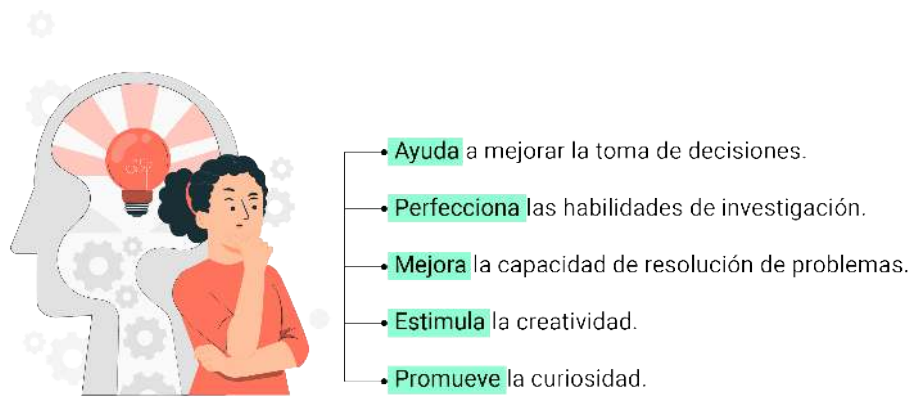 Ayuda a mejorar la toma de decisiones.
Perfecciona las habilidades de investigación.
Mejora la capacidad de resolución de problemas.
Estimula la creatividad.
Promueve la curiosidad.